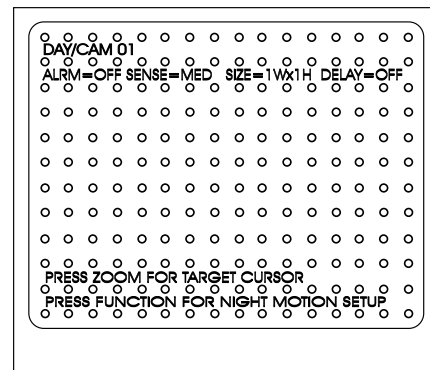 DAY/CAM 01
ALRM=OFF SENSE=MED SIZE=1Wx1H DELAY=OFF
PRESS ZOOM FOR TARGET CURSOR
PRESS FUNCTION FOR NIGHT MOTION SETUP